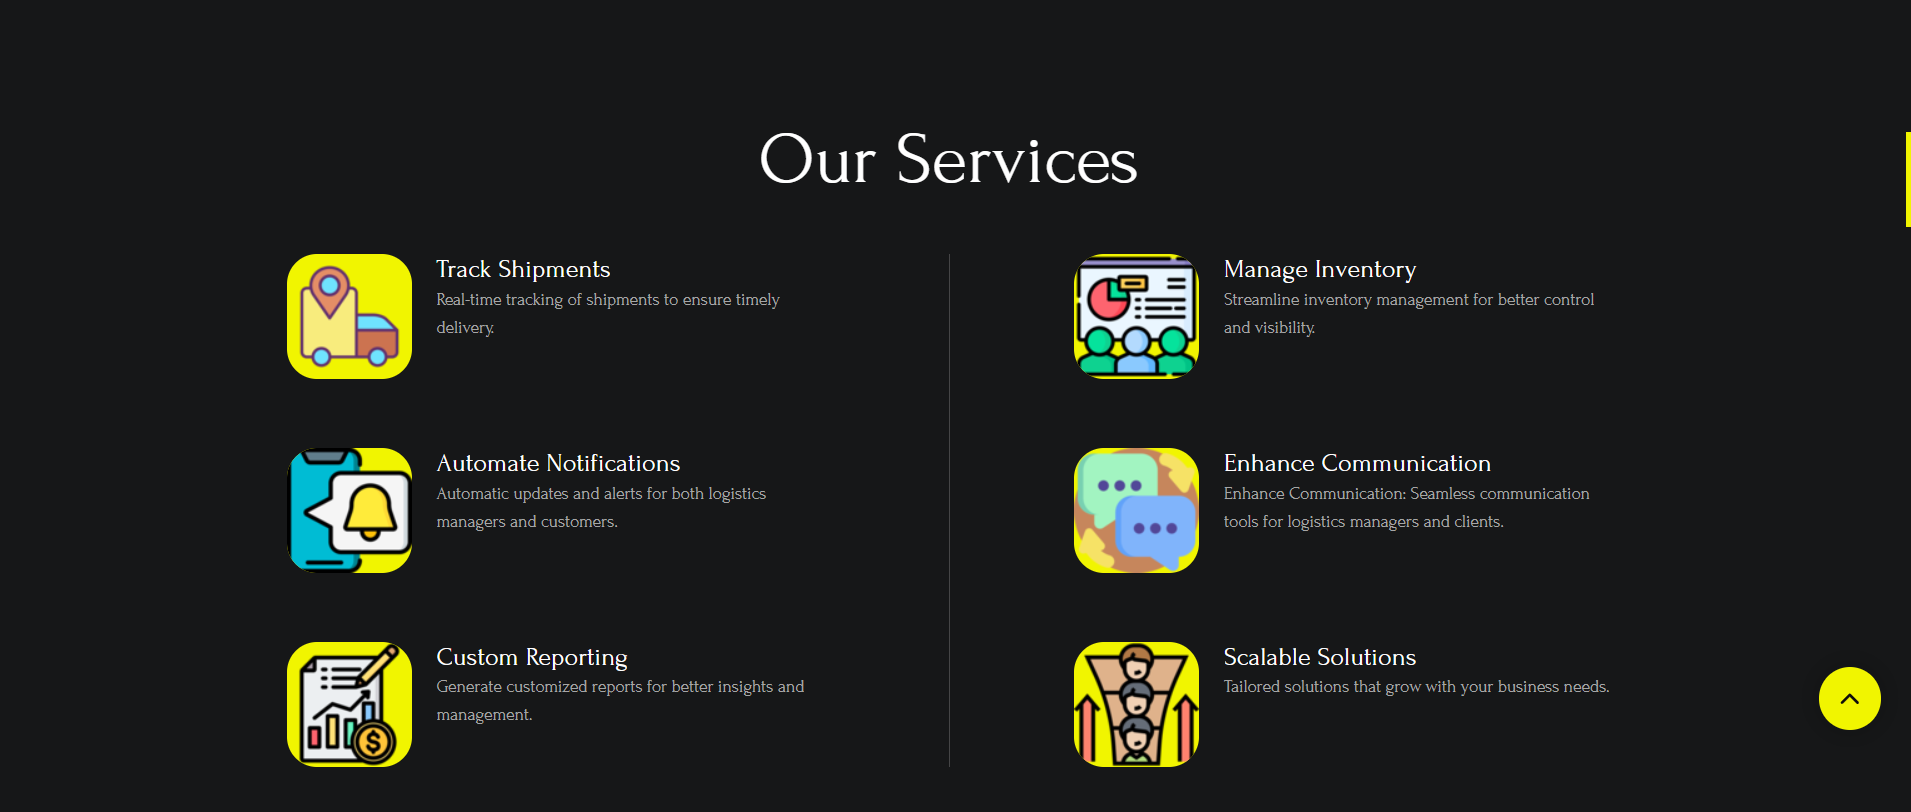 Our Services
Track Shipments
Real-time tracking of shipments to ensure timely
delivery.
Manage Inventory
Streamline inventory management for better control
and visibility.
Automate Notifications
Automatic updates and alerts for both logistics
managers and customers.
Enhance Communication
Enhance Communication: Seamless communication
tools for logistics managers and clients.
Custom Reporting
Generate customized reports for better insights and
management.
Scalable Solutions
Tailored solutions that grow with your business needs.